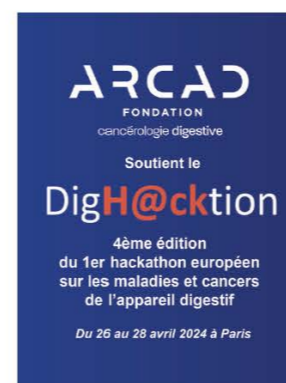 ARCAD
FONDATION
cancérologie digestive
Soutient le
DigH@cktion
4ème édition
du 1er hackathon européen
sur les maladies et cancers
de l'appareil digestif
Du 26 au 28 avril 2024 à Paris